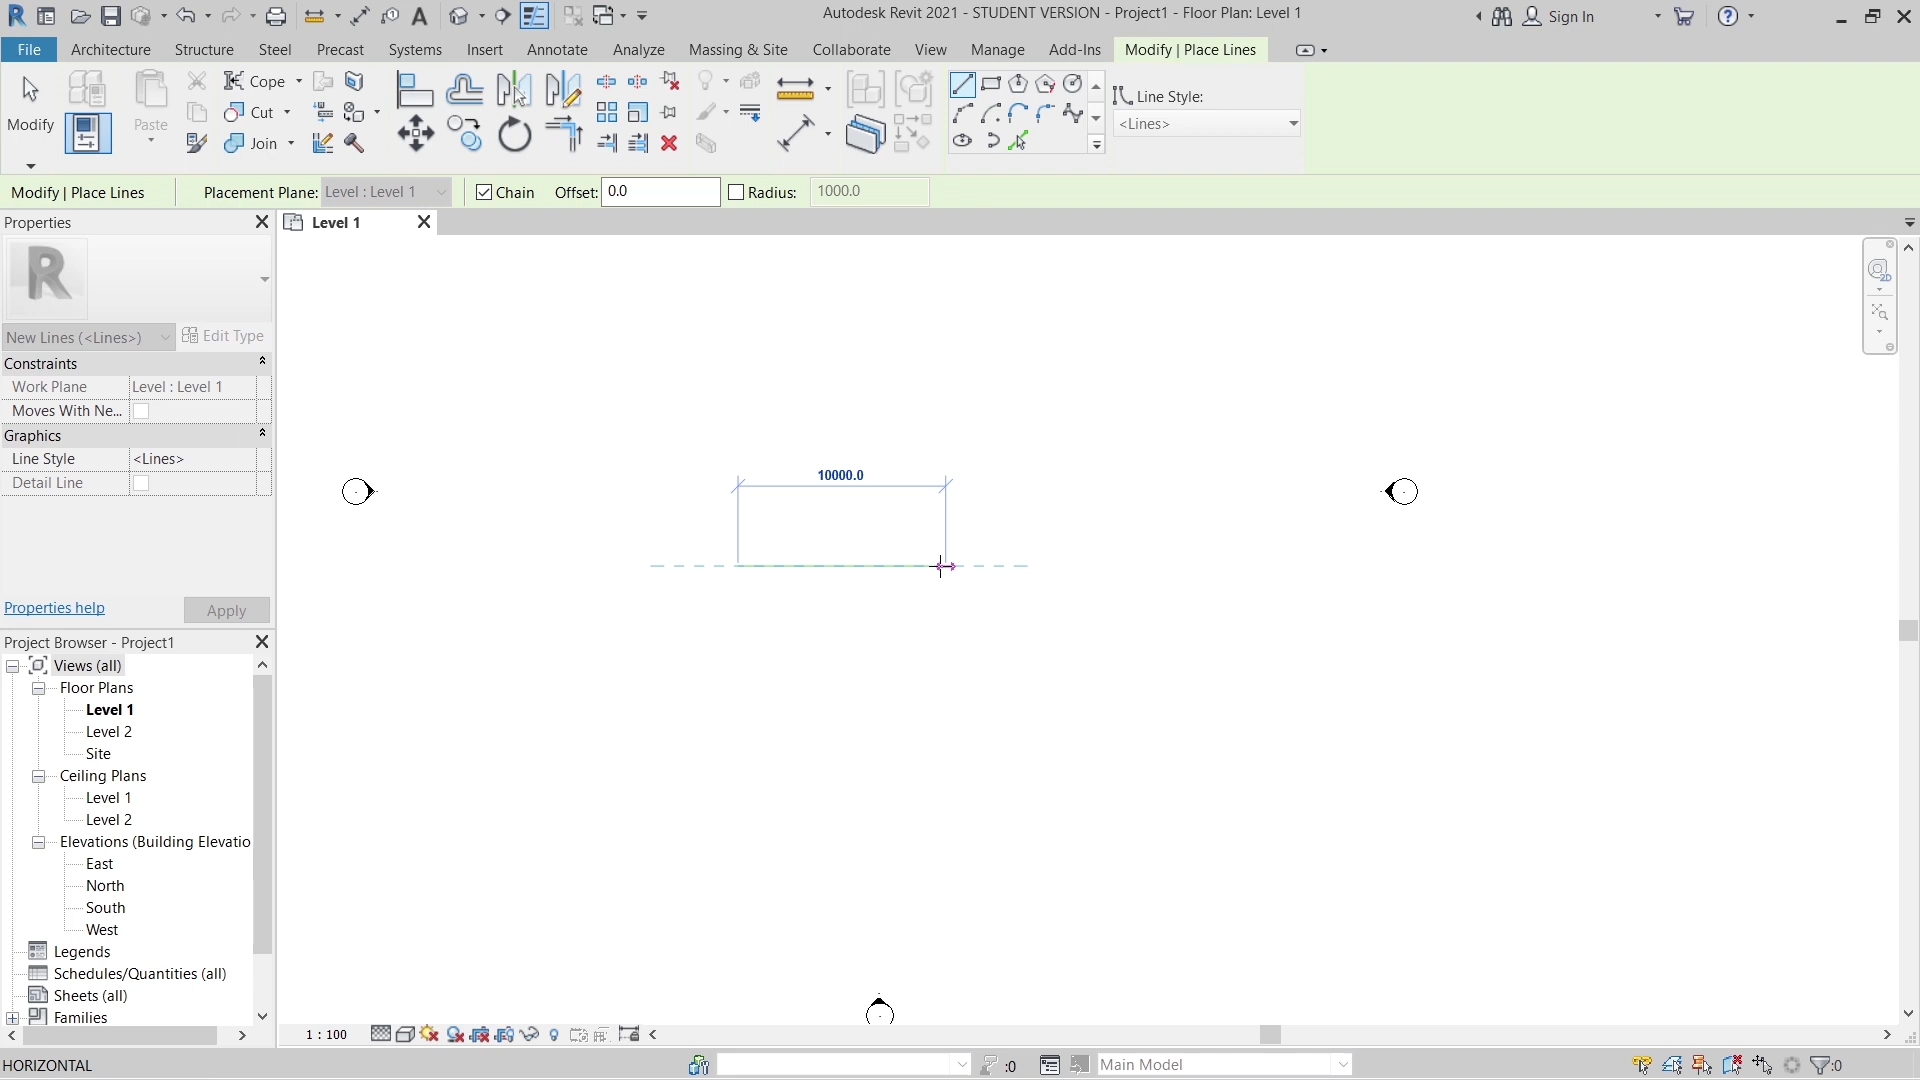 Autodesk Revit 2021 - STUDENT VERSION - Project1 - Floor Plan: Level 1
Sign In
File Architecture Structure Steel Precast Systems Insert Annotate Analyze Massing & Site Collaborate View Manage Add-Ins Modify | Place Lines
Modify
Paste
Cope
Cut
Join
Line Style:
<Lines>
Modify | Place Lines Placement Plane: Level : Level 1 Chain Offset: 0.0 Radius: 1000.0
Properties
Level 1
R
New Lines (<Lines>) Edit Type
Constraints
Work Plane Level : Level 1
Moves With Ne...
Graphics
Line Style <Lines>
Detail Line
Properties help Apply
10000.0
2D
Project Browser - Project1
Views (all)
Floor Plans
Level 1
Level 2
Site
Ceiling Plans
Level 1
Level 2
Elevations (Building Elevatio
East
North
South
West
Legends
Schedules/Quantities (all)
Sheets (all)
Families
1 : 100
HORIZONTAL
:0
Main Model
:0